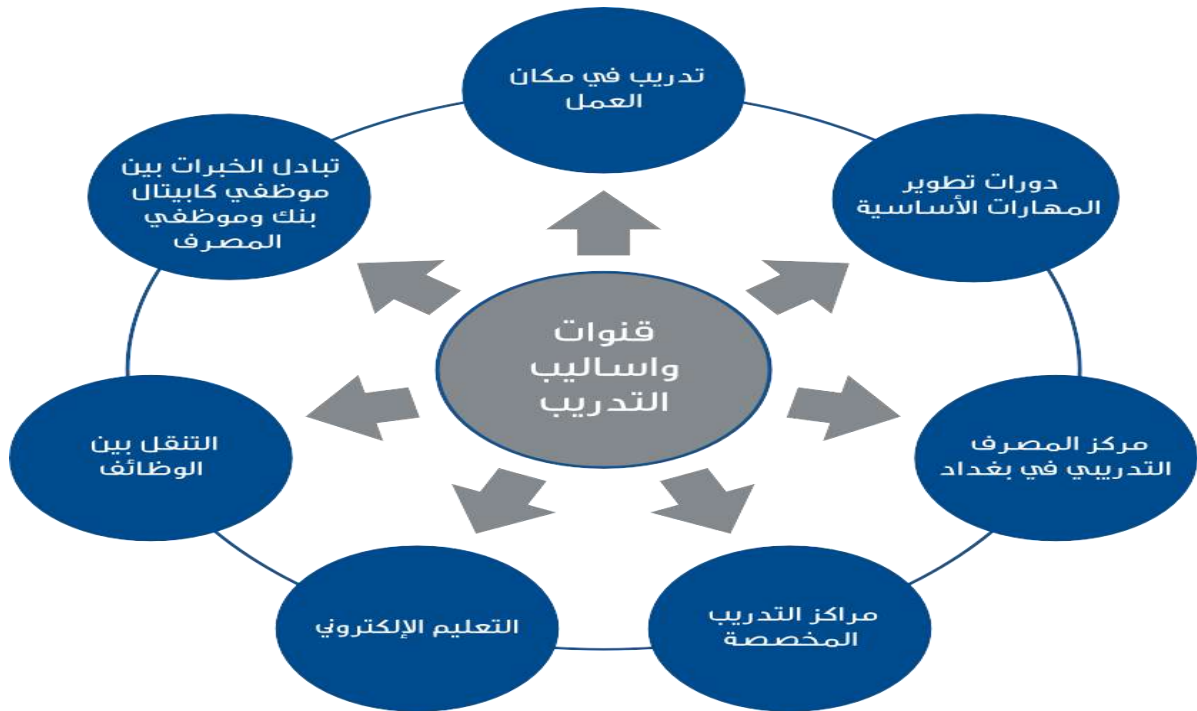 تدريب في مكان
العمل
دورات تطوير
المهارات الأساسية
مركز المصرف
التدريبي في بغداد
مراكز التدريب
المخصصة
التعليم الإلكتروني
التنقل بين
الوظائف
تبادل الخبرات بين
موظفي كابيتال
بنك وموظفي
المصرف
قنوات
واساليب
التدريب